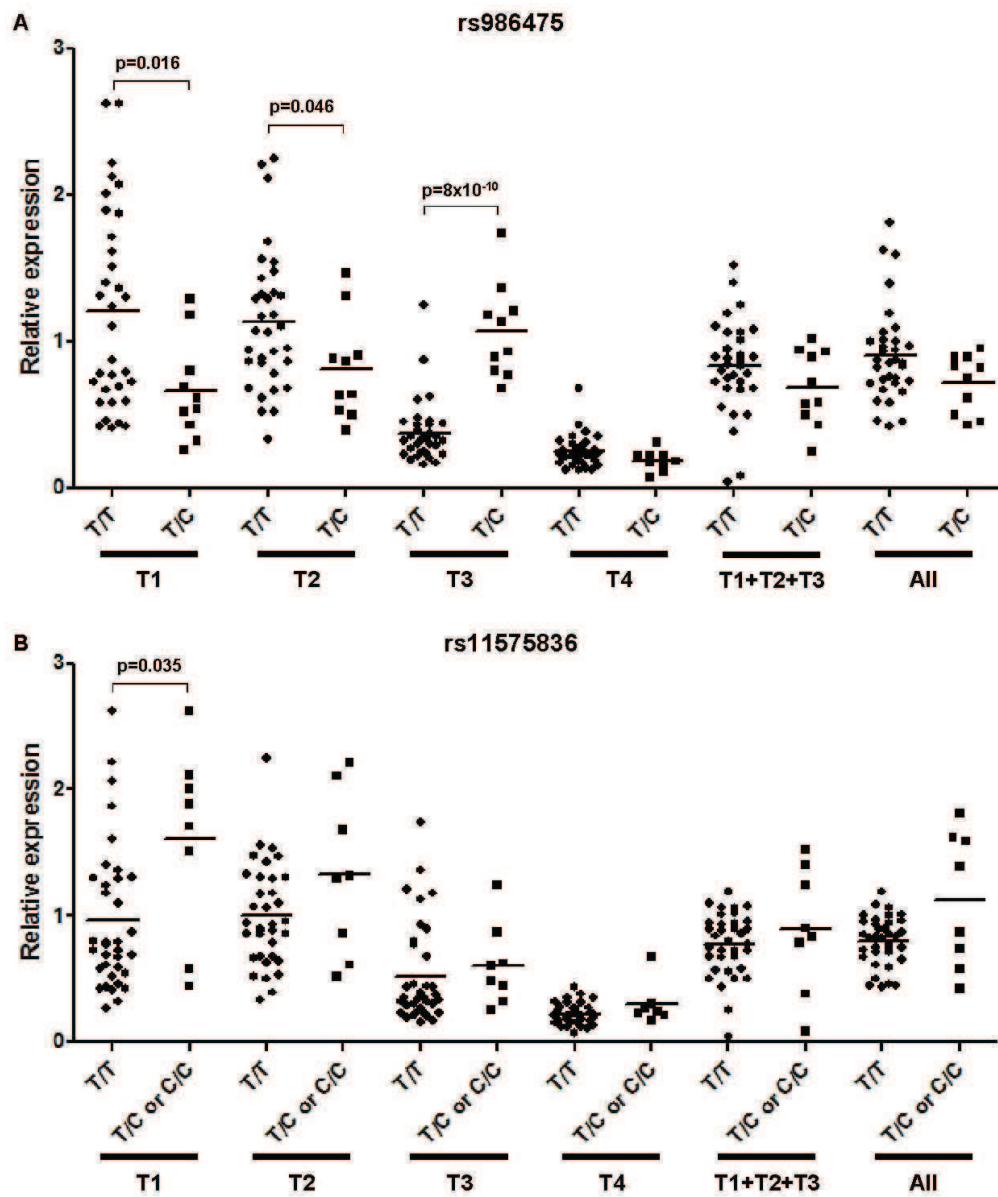 A
rs986475
3
p=0.016
p=0.046
p=8x10⁻¹⁰
2
1
0
Relative expression
T/T T/C T/T T/C T/T T/C T/T T/C T/T T/C T/T T/C
T1 T2 T3 T4 T1+T2+T3 All
B
rs11575836
3
p=0.035
2
1
0
Relative expression
T/T T/C or C/C T/T T/C or C/C T/T T/C or C/C T/T T/C or C/C T/T T/C or C/C T/T T/C or C/C
T1 T2 T3 T4 T1+T2+T3 All